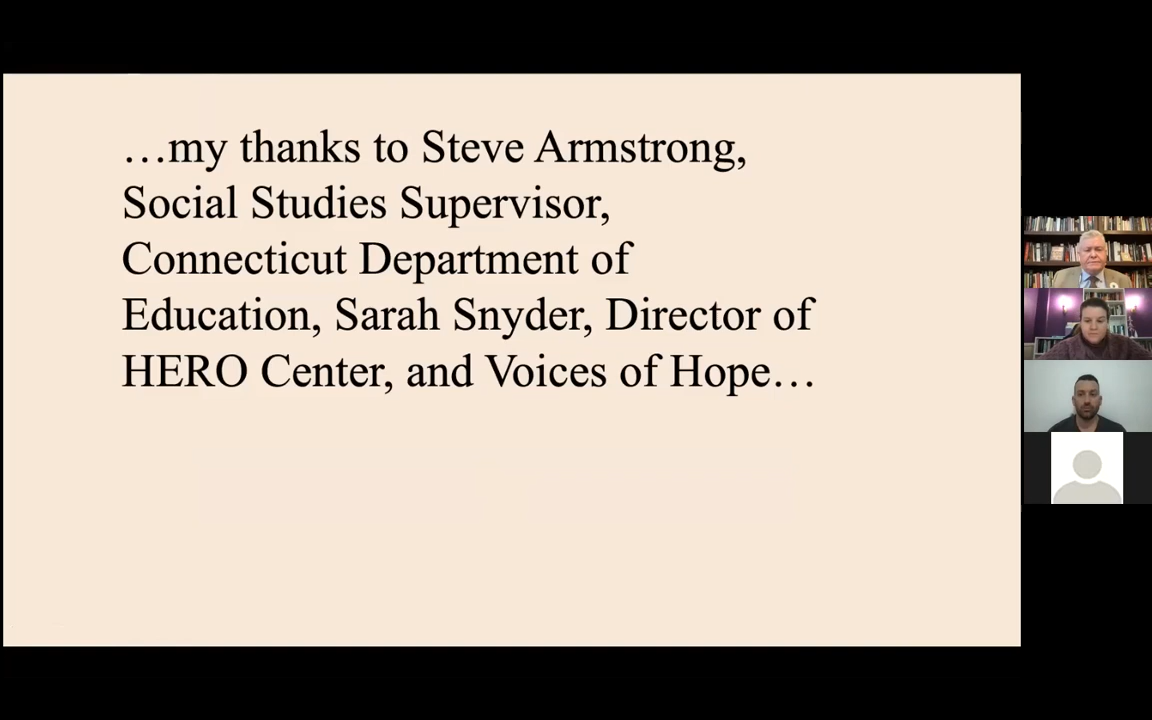 …my thanks to Steve Armstrong,
Social Studies Supervisor,
Connecticut Department of
Education, Sarah Snyder, Director of
HERO Center, and Voices of Hope…